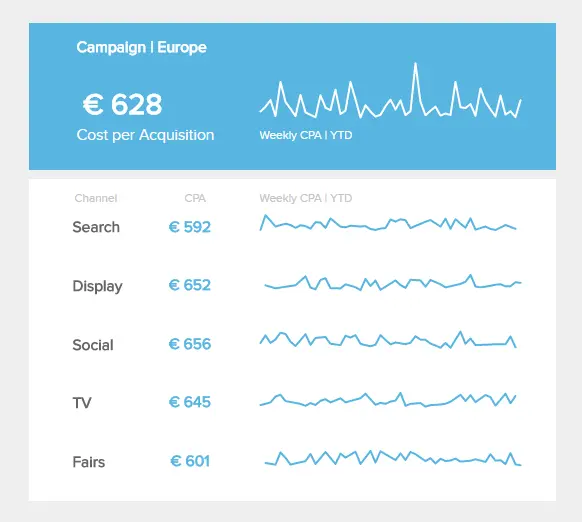 Campaign | Europe
€ 628
Cost per Acquisition
Weekly CPA | YTD
Channel CPA Weekly CPA | YTD
Search € 592
Display € 652
Social € 656
TV € 645
Fairs € 601